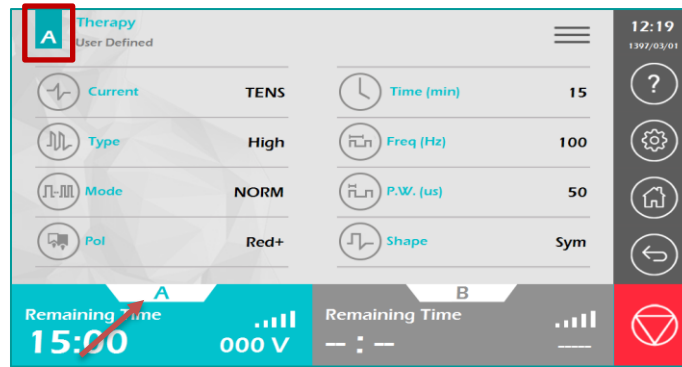 A
Therapy
User Defined
12:19
1397/03/01
Current TENS
Time (min) 15
Type High
Freq (Hz) 100
Mode NORM
P.W. (us) 50
Pol Red+
Shape Sym
?
A
Remaining Time
15:00 000 V
B
Remaining Time
-- : -- -----